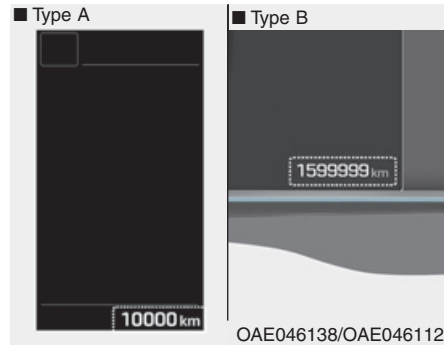 ■ Type A
■ Type B
1599999 km
10000 km
OAE046138/OAE046112